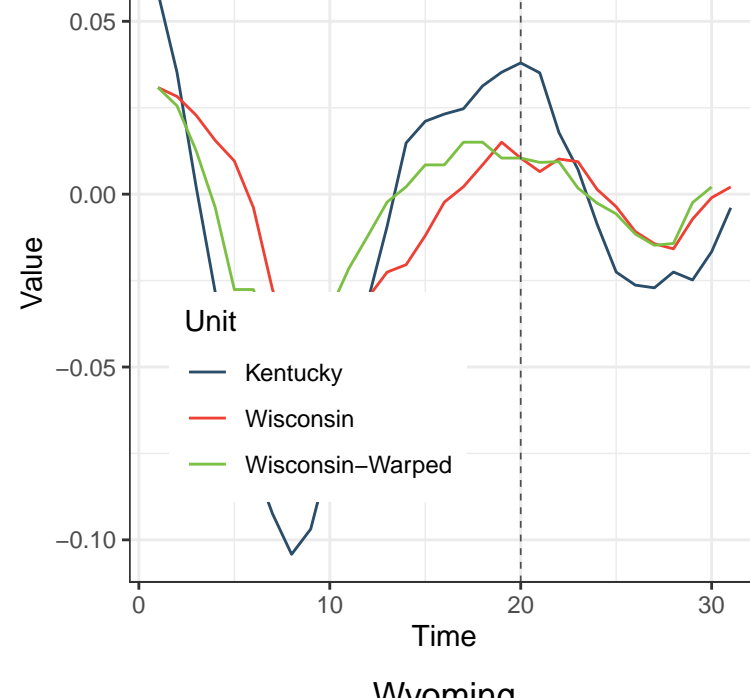 0.05
0.00
−0.05
−0.10
Value
Unit
Kentucky
Wisconsin
Wisconsin−Warped
0 10 20 30
Time
Wyoming